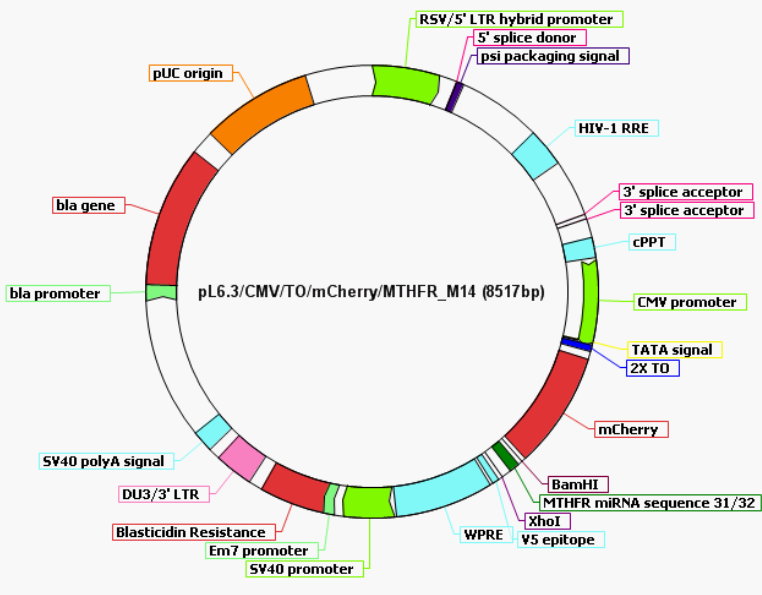 RSV/5' LTR hybrid promoter
5' splice donor
psi packaging signal
pUC origin
HIV-1 RRE
3' splice acceptor
bla gene
3' splice acceptor
cPPT
pL6.3/CMV/TO/mCherry/MTHFR_M14 (8517bp)
bla promoter
CMV promoter
TATA signal
2X TO
mCherry
SV40 polyA signal
BamHI
DU3/3' LTR
MTHFR miRNA sequence 31/32
XhoI
Blasticidin Resistance
WPRE
V5 epitope
Em7 promoter
SV40 promoter